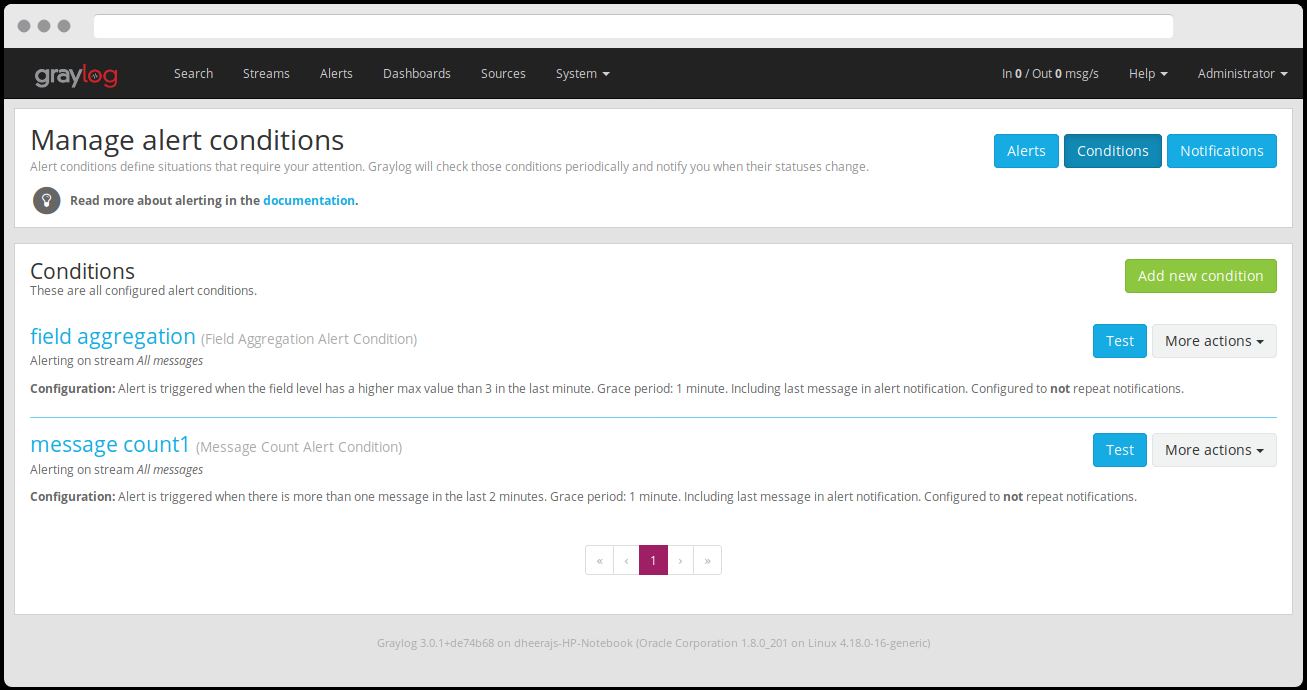 graylog
Search Streams Alerts Dashboards Sources System In 0 / Out 0 msg/s Help Administrator
Manage alert conditions
Alerts Conditions Notifications
Alert conditions define situations that require your attention. Graylog will check those conditions periodically and notify you when their statuses change.
Read more about alerting in the documentation.
Conditions
Add new condition
These are all configured alert conditions.
field aggregation (Field Aggregation Alert Condition)
Test More actions
Alerting on stream All messages
Configuration: Alert is triggered when the field level has a higher max value than 3 in the last minute. Grace period: 1 minute. Including last message in alert notification. Configured to not repeat notifications.
message count1 (Message Count Alert Condition)
Test More actions
Alerting on stream All messages
Configuration: Alert is triggered when there is more than one message in the last 2 minutes. Grace period: 1 minute. Including last message in alert notification. Configured to not repeat notifications.
« ‹ 1 › »
Graylog 3.0.1+de74b68 on dheerajs-HP-Notebook (Oracle Corporation 1.8.0_201 on Linux 4.18.0-16-generic)